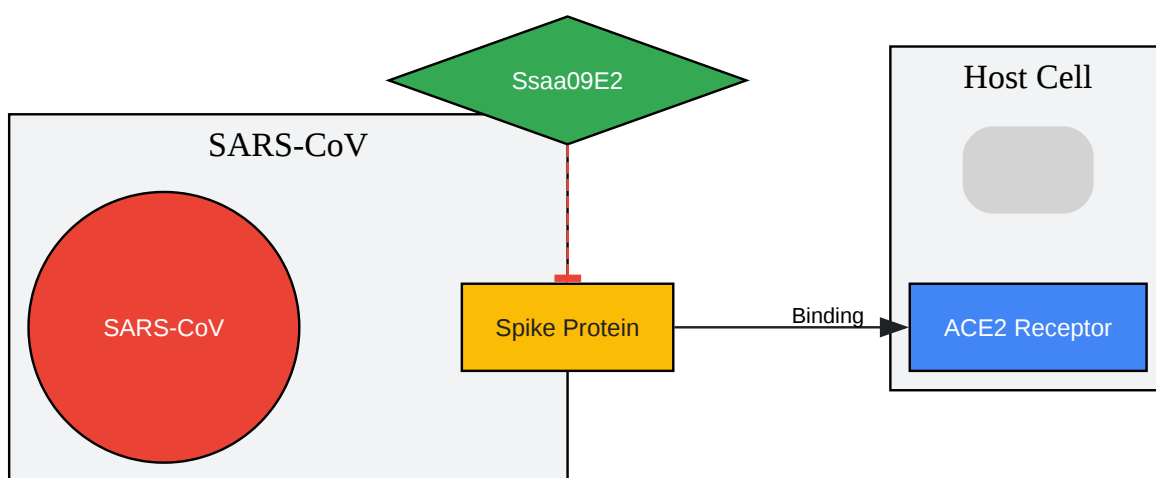 Ssaa09E2
Host Cell
SARS-CoV
SARS-CoV
Spike Protein
Binding
ACE2 Receptor